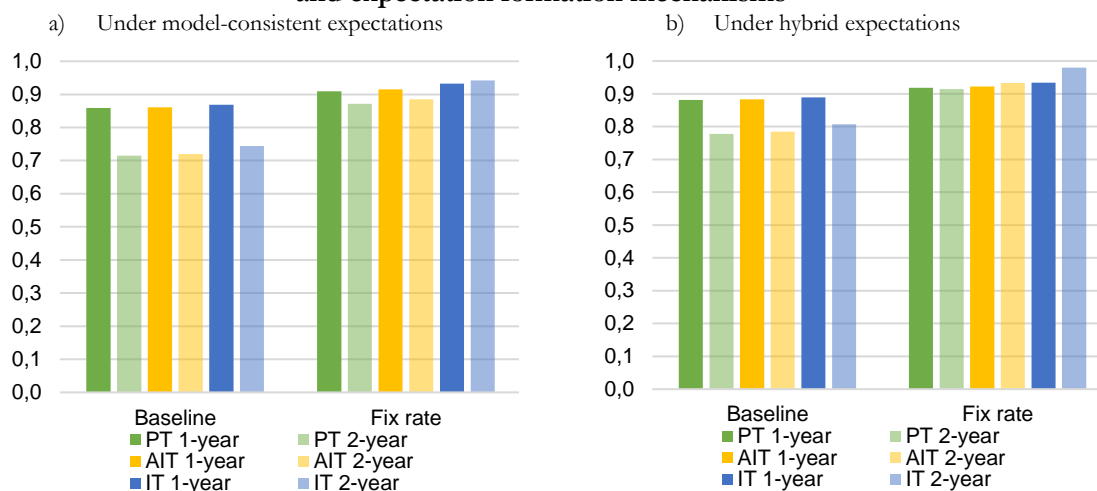 and expectation formation mechanisms
a) Under model-consistent expectations
1,0
0,9
0,8
0,7
0,6
0,5
0,4
0,3
0,2
0,1
0,0
Baseline Fix rate
PT 1-year PT 2-year
AIT 1-year AIT 2-year
IT 1-year IT 2-year
b) Under hybrid expectations
1,0
0,9
0,8
0,7
0,6
0,5
0,4
0,3
0,2
0,1
0,0
Baseline Fix rate
PT 1-year PT 2-year
AIT 1-year AIT 2-year
IT 1-year IT 2-year